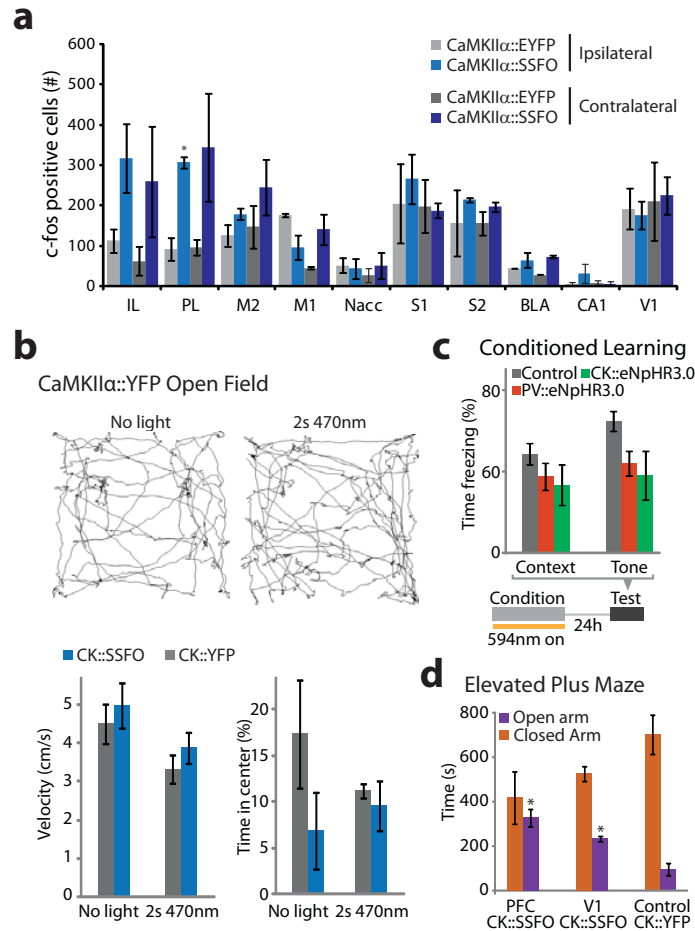 a
c-fos positive cells (#)
600
500
400
300
200
100
0
CaMKIIα::EYFP
CaMKIIα::SSFO
Ipsilateral
CaMKIIα::EYFP
CaMKIIα::SSFO
Contralateral
*
IL PL M2 M1 Nacc S1 S2 BLA CA1 V1
b
CaMKIIα::YFP Open Field
No light 2s 470nm
CK::SSFO CK::YFP
Velocity (cm/s)
5
4
3
2
1
0
No light 2s 470nm
Time in center (%)
20
15
10
5
0
No light 2s 470nm
c Conditioned Learning
Control CK::eNpHR3.0
PV::eNpHR3.0
Time freezing (%)
80
60
0
Context Tone
Condition Test
24h
594nm on
d Elevated Plus Maze
Open arm
Closed Arm
Time (s)
800
600
400
200
0
* *
PFC V1 Control
CK::SSFO CK::SSFO CK::YFP